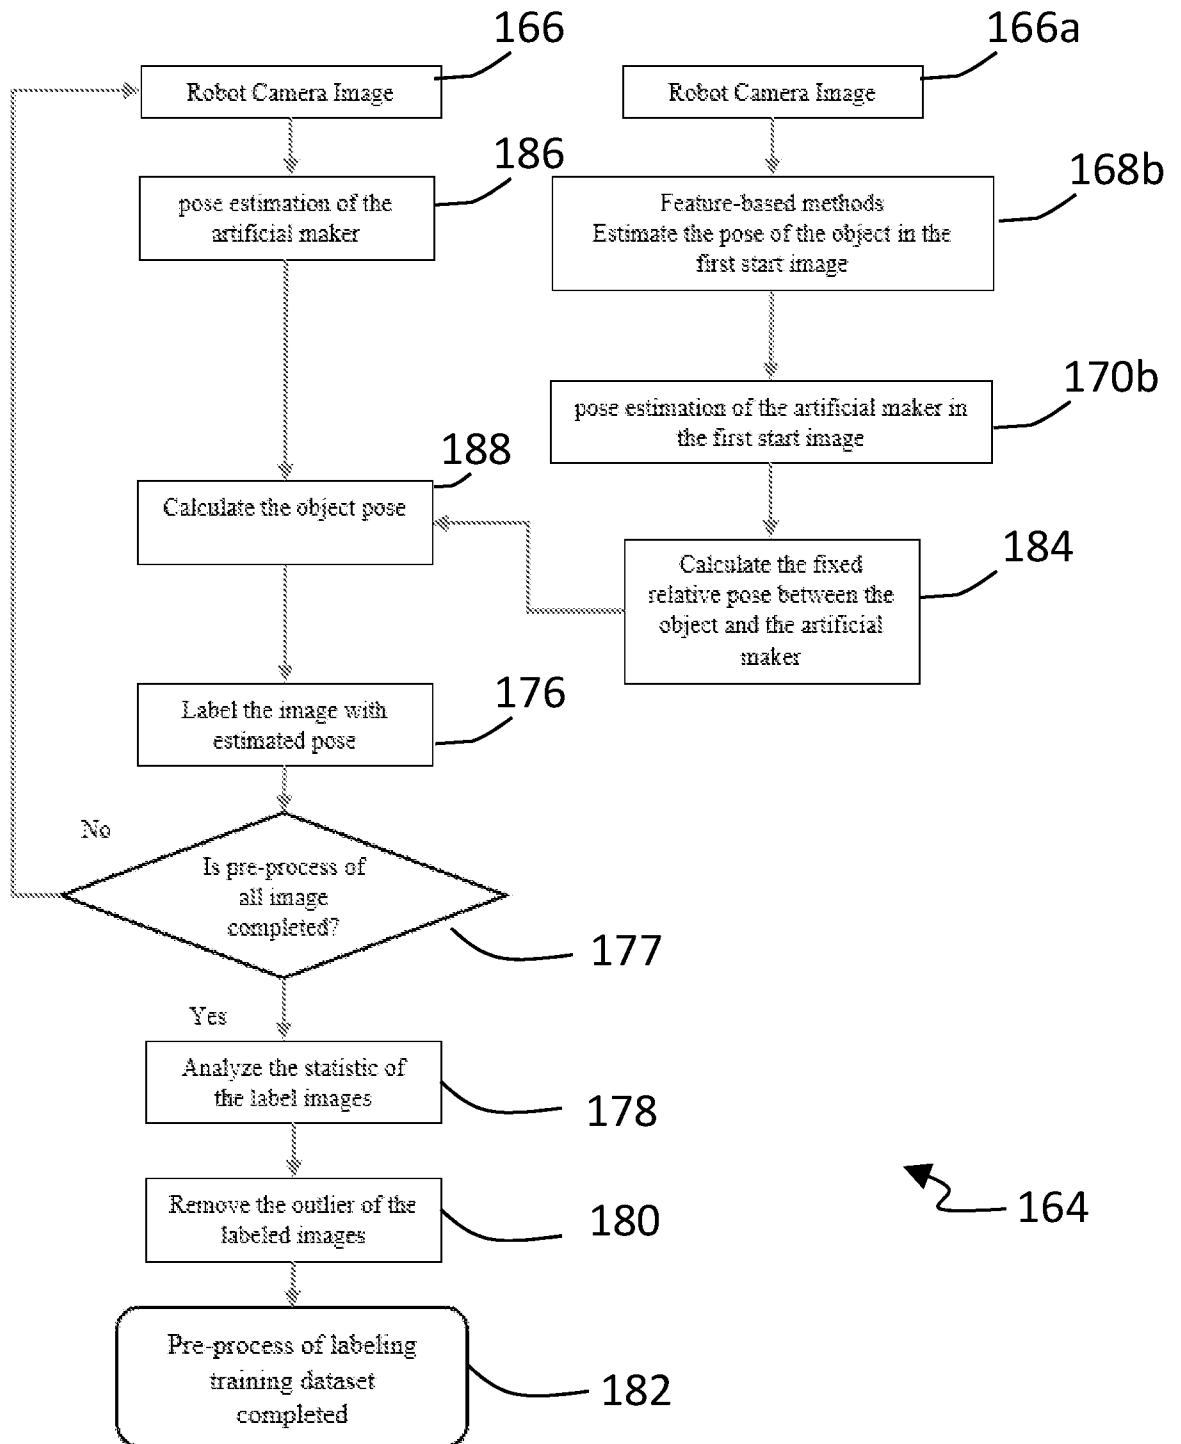 166
166a
Robot Camera Image
Robot Camera Image
186
168b
pose estimation of the
artificial maker
Feature-based methods
Estimate the pose of the object in the
first start image
170b
pose estimation of the artificial maker in
the first start image
188
Calculate the object pose
184
Calculate the fixed
relative pose between the
object and the artificial
maker
176
Label the image with
estimated pose
No
Is pre-process of
all image
completed?
177
Yes
Analyze the statistic of
the label images
178
Remove the outlier of the
labeled images
180
164
Pre-process of labeling
training dataset
completed
182